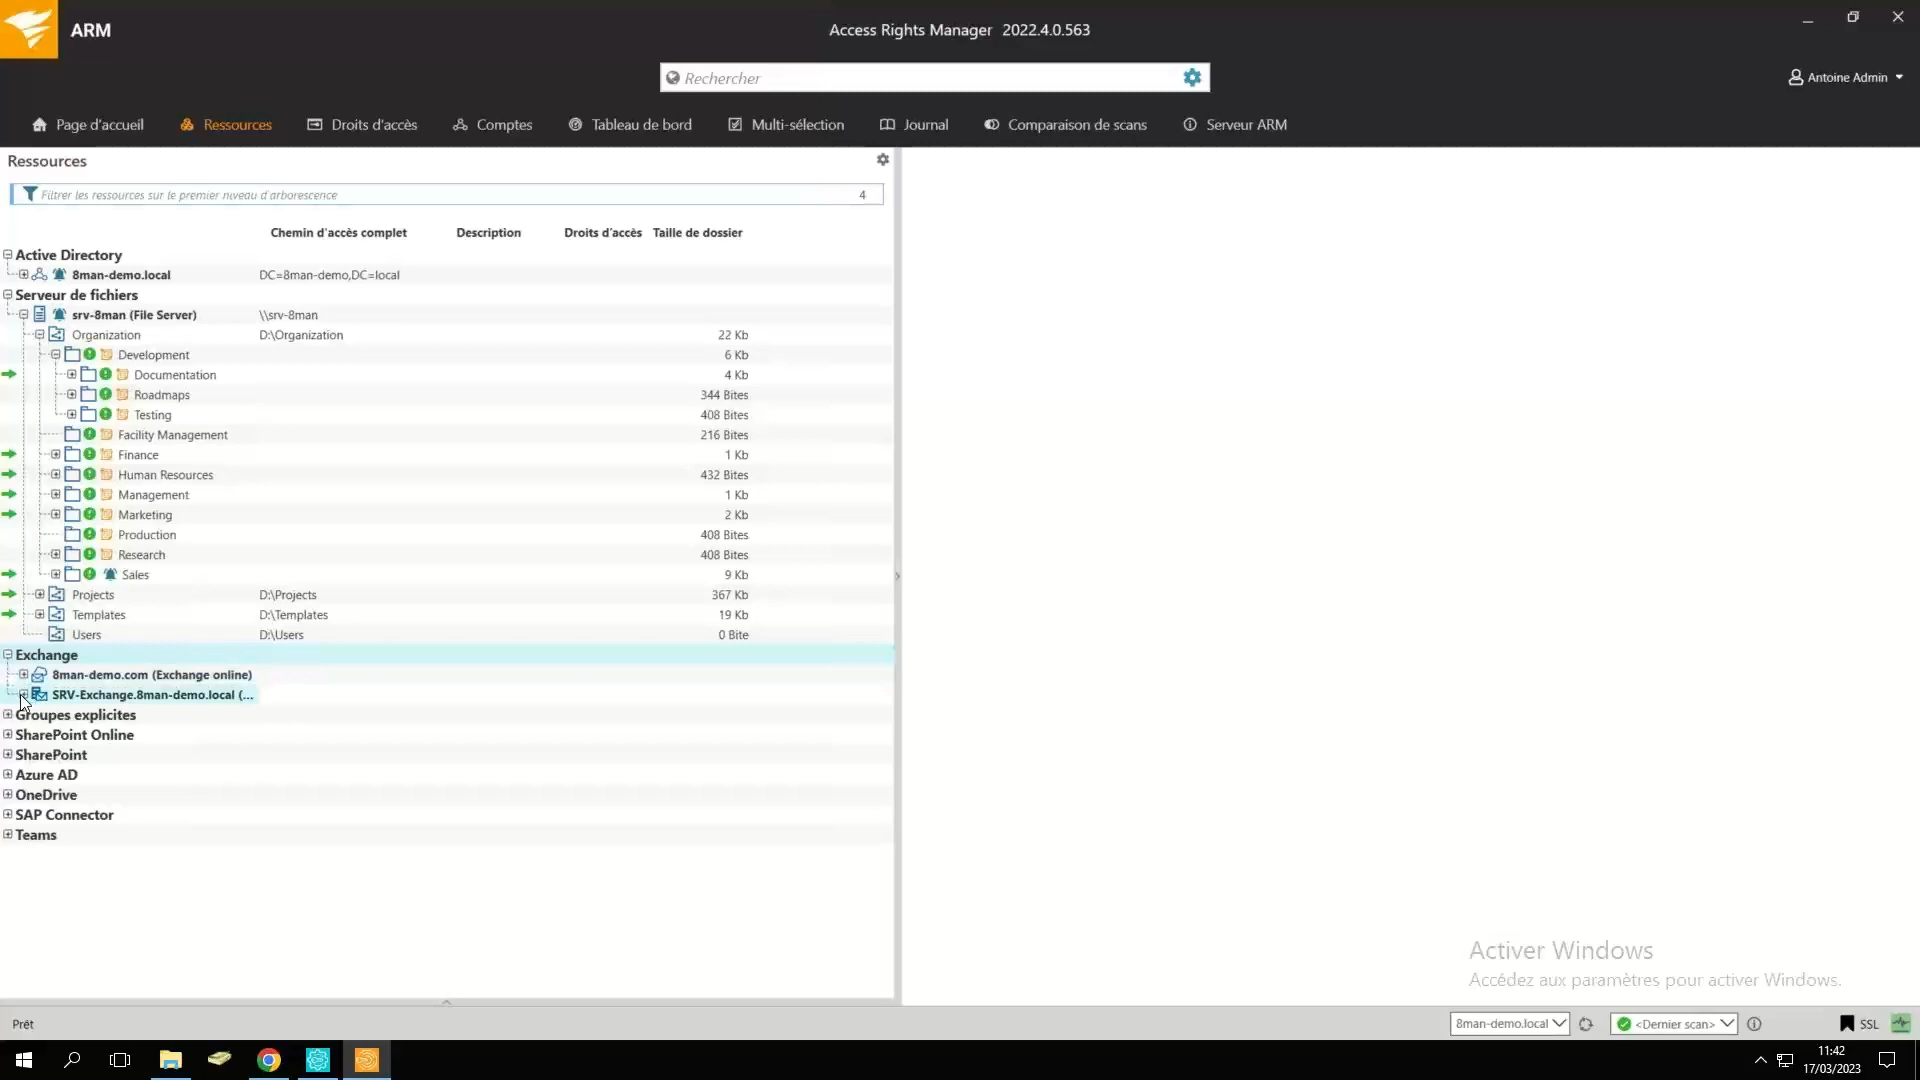 ARM
Access Rights Manager 2022.4.0.563
Rechercher
Antoine Admin
Page d'accueil Ressources Droits d'accès Comptes Tableau de bord Multi-sélection Journal Comparaison de scans Serveur ARM
Ressources
Filtrer les ressources sur le premier niveau d'arborescence 4
Chemin d'accès complet Description Droits d'accès Taille de dossier
Active Directory
8man-demo.local DC=8man-demo,DC=local
Serveur de fichiers
srv-8man (File Server) \\srv-8man
Organization D:\Organization 22 Kb
Development 6 Kb
Documentation 4 Kb
Roadmaps 344 Bites
Testing 408 Bites
Facility Management 216 Bites
Finance 1 Kb
Human Resources 432 Bites
Management 1 Kb
Marketing 2 Kb
Production 408 Bites
Research 408 Bites
Sales 9 Kb
Projects D:\Projects 367 Kb
Templates D:\Templates 19 Kb
Users D:\Users 0 Bite
Exchange
8man-demo.com (Exchange online)
SRV-Exchange.8man-demo.local (...
Groupes explicites
SharePoint Online
SharePoint
Azure AD
OneDrive
SAP Connector
Teams
Activer Windows
Accédez aux paramètres pour activer Windows.
Prêt 8man-demo.local <Dernier scan> SSL
11:42
17/03/2023